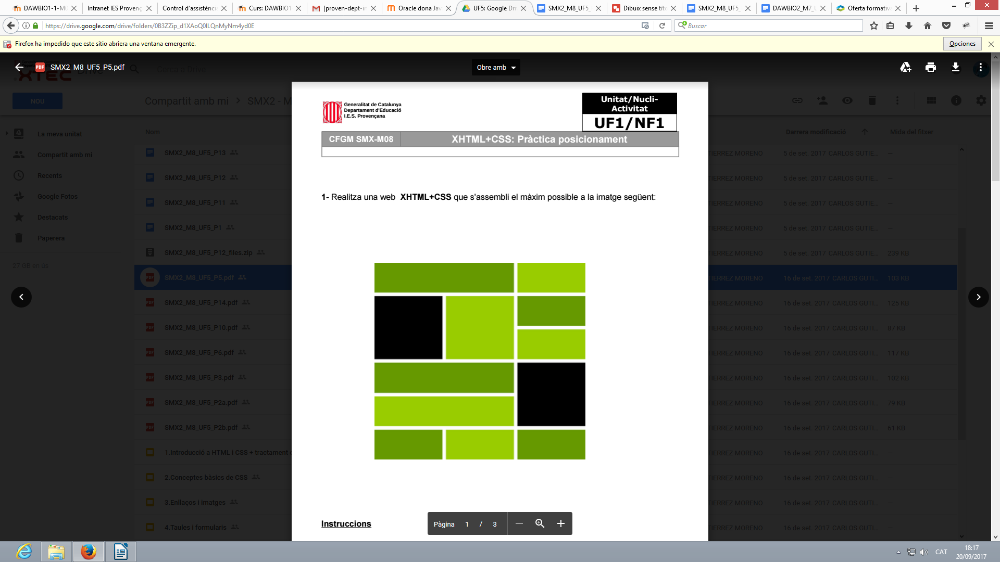 DAWBIO1-1-MC
Intranet IES Proven
Control d'assistènci
Curs: DAWBIO1
[proven-dept-in
Oracle dona Jav
UF5: Google Dri
SMX2_M8_UF5_
Dibuix sense títo
SMX2_M8_UF5_
DAWBIO2_M7_
Oferta formativ
https://drive.google.com/drive/folders/0B3ZZip_d1XAoQ0lLQnMyNm4yd0E
Buscar
Firefox ha impedido que este sitio abriera una ventana emergente.
Opciones
PDF SMX2_M8_UF5_P5.pdf
XTEC
Cerca a Drive
Obre amb
NOU
Compartit amb mi > SMX2 - M
Generalitat de Catalunya
Departament d'Educació
I.E.S. Provençana
Unitat/Nucli-
Activitat
UF1/NF1
CFGM SMX-M08
XHTML+CSS: Pràctica posicionament
1- Realitza una web XHTML+CSS que s'assembli el màxim possible a la imatge següent:
Instruccions
Pàgina 1 / 3
La meva unitat
Compartit amb mi
Recents
Google Fotos
Destacats
Paperera
27 GB en ús
Nom
Darrera modificació
Mida del fitxer
SMX2_M8_UF5_P13
TIERREZ MORENO
5 de set. 2017 CARLOS GUTIE...
–
SMX2_M8_UF5_P12
TIERREZ MORENO
5 de set. 2017 CARLOS GUTIE...
–
SMX2_M8_UF5_P11
TIERREZ MORENO
5 de set. 2017 CARLOS GUTIE...
–
SMX2_M8_UF5_P1
TIERREZ MORENO
5 de set. 2017 CARLOS GUTIE...
–
SMX2_M8_UF5_P12_files.zip
TIERREZ MORENO
5 de set. 2017 CARLOS GUTIE...
239 KB
PDF SMX2_M8_UF5_P5.pdf
TIERREZ MORENO
16 de set. 2017 CARLOS GUTI...
103 KB
PDF SMX2_M8_UF5_P14.pdf
TIERREZ MORENO
16 de set. 2017 CARLOS GUTI...
125 KB
PDF SMX2_M8_UF5_P10.pdf
TIERREZ MORENO
16 de set. 2017 CARLOS GUTI...
87 KB
PDF SMX2_M8_UF5_P6.pdf
TIERREZ MORENO
16 de set. 2017 CARLOS GUTI...
117 KB
PDF SMX2_M8_UF5_P3.pdf
TIERREZ MORENO
16 de set. 2017 CARLOS GUTI...
102 KB
PDF SMX2_M8_UF5_P2a.pdf
TIERREZ MORENO
16 de set. 2017 CARLOS GUTI...
79 KB
PDF SMX2_M8_UF5_P2b.pdf
TIERREZ MORENO
16 de set. 2017 CARLOS GUTI...
61 KB
1.Introducció a HTML i CSS + tractament
TIERREZ MORENO
16 de set. 2017 CARLOS GUTI...
–
2.Conceptes bàsics de CSS
TIERREZ MORENO
16 de set. 2017 CARLOS GUTI...
–
3.Enllaços i imatges
TIERREZ MORENO
16 de set. 2017 CARLOS GUTI...
–
4.Taules i formularis
TIERREZ MORENO
16 de set. 2017 CARLOS GUTI...
–
CAT
18:17
20/09/2017